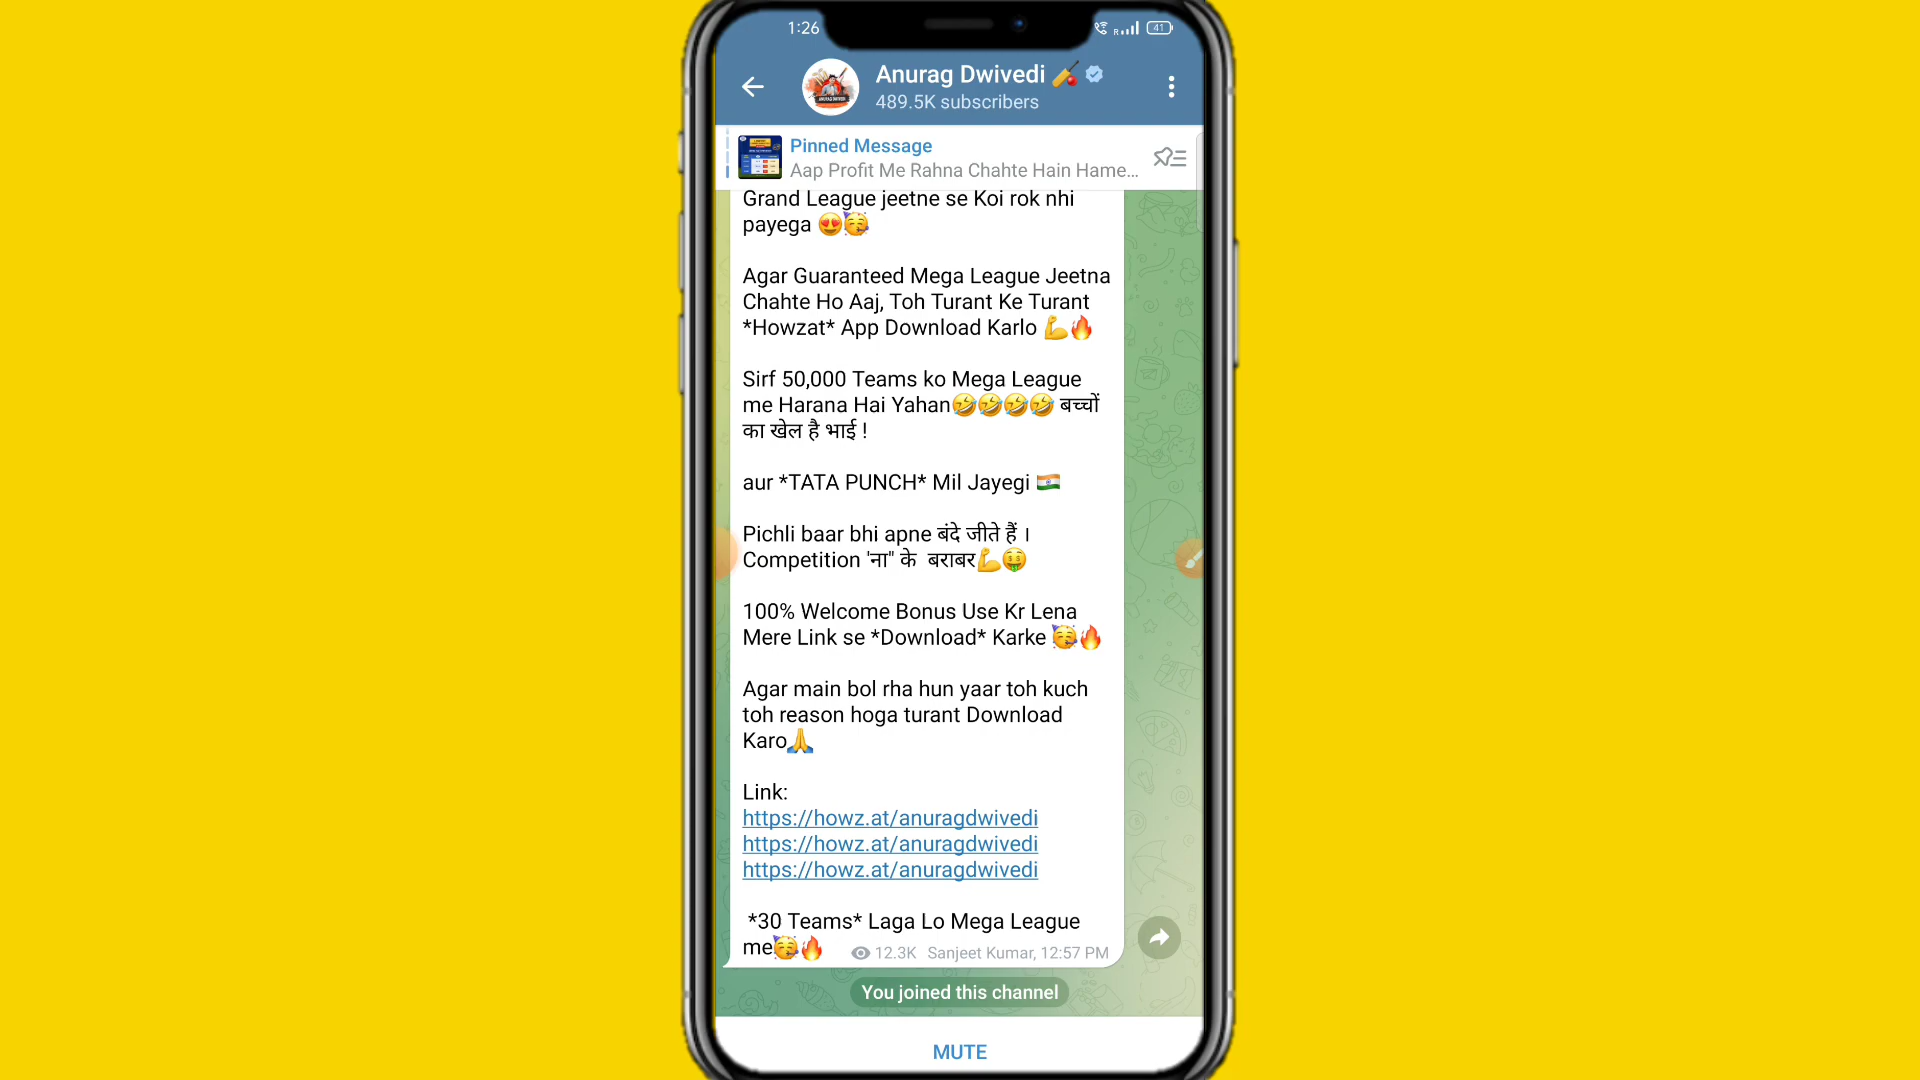 1:26
R
41
Anurag Dwivedi
489.5K subscribers
Pinned Message
Aap Profit Me Rahna Chahte Hain Hame...
Grand League jeetne se Koi rok nhi
payega 😍🥳
Agar Guaranteed Mega League Jeetna
Chahte Ho Aaj, Toh Turant Ke Turant
*Howzat* App Download Karlo 💪🔥
Sirf 50,000 Teams ko Mega League
me Harana Hai Yahan🤣🤣🤣🤣 बच्चों
का खेल है भाई !
aur *TATA PUNCH* Mil Jayegi 🇮🇳
Pichli baar bhi apne बंदे जीते हैं ।
Competition 'ना" के बराबर💪🤑
100% Welcome Bonus Use Kr Lena
Mere Link se *Download* Karke 🥳🔥
Agar main bol rha hun yaar toh kuch
toh reason hoga turant Download
Karo🙏
Link:
https://howz.at/anuragdwivedi
https://howz.at/anuragdwivedi
https://howz.at/anuragdwivedi
*30 Teams* Laga Lo Mega League
me🥳🔥 12.3K Sanjeet Kumar, 12:57 PM
You joined this channel
MUTE